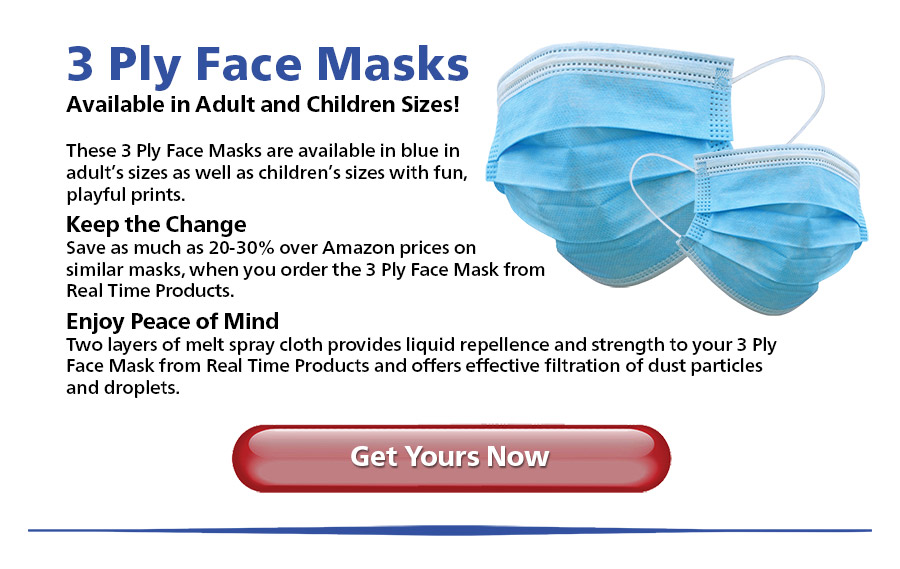 3 Ply Face Masks
Available in Adult and Children Sizes!
These 3 Ply Face Masks are available in blue in
adult’s sizes as well as children’s sizes with fun,
playful prints.
Keep the Change
Save as much as 20-30% over Amazon prices on
similar masks, when you order the 3 Ply Face Mask from
Real Time Products.
Enjoy Peace of Mind
Two layers of melt spray cloth provides liquid repellence and strength to your 3 Ply
Face Mask from Real Time Products and offers effective filtration of dust particles
and droplets.
Get Yours Now